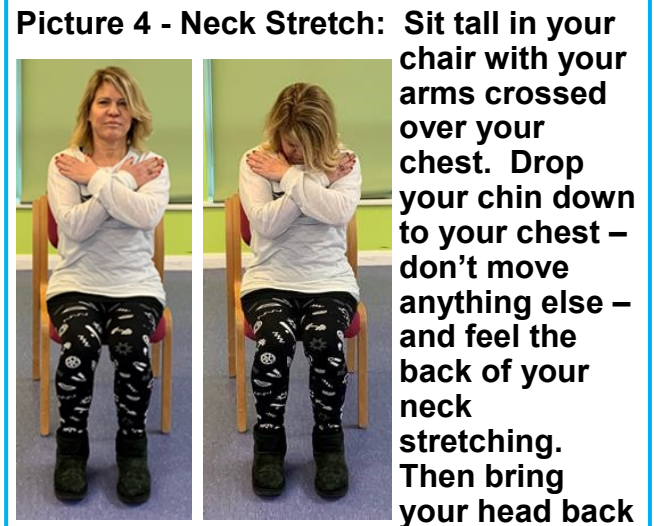 Picture 4 - Neck Stretch: Sit tall in your
chair with your
arms crossed
over your
chest. Drop
your chin down
to your chest –
don’t move
anything else –
and feel the
back of your
neck
stretching.
Then bring
your head back